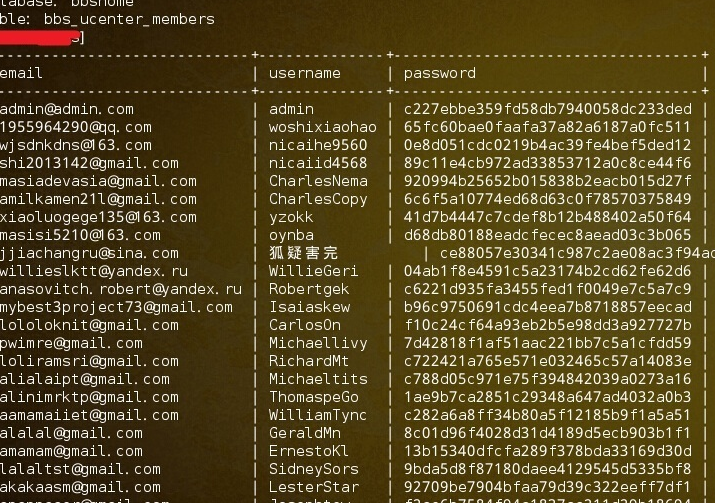 tabase: bbshome
ble: bbs_ucenter_members
s]
email | username | password |
admin@admin.com | admin | c227ebbe359fd58db7940058dc233ded |
1955964290@qq.com | woshixiaohao | 65fc60bae0faafa37a82a6187a0fc511 |
wjsdnkdns@163.com | nicaihe9560 | 0e8d051cdc0219b4ac39fe4bef5ded12 |
shi2013142@gmail.com | nicaiid4568 | 89c11e4cb972ad33853712a0c8ce44f6 |
masiadevasia@gmail.com | CharlesNema | 920994b25652b015838b2eacb015d27f |
amilkamen21l@gmail.com | CharlesCopy | 6c6f5a10774ed68d63c0f78570375849 |
xiaoluogege135@163.com | yzokk | 41d7b4447c7cdef8b12b488402a50f64 |
masisi5210@163.com | oynba | d68db80188eadcfecec8aead03c3b065 |
jjiachangru@sina.com | 狐疑害完 | ce88057e30341c987c2ae08ac3f94ac
willieslktt@yandex.ru | WillieGeri | 04ab1f8e4591c5a23174b2cd62fe62d6 |
anasovitch.robert@yandex.ru | Robertgek | c6221d935fa3455fed1f0049e7c5a7c9 |
mybest3project73@gmail.com | Isaiaskew | b96c9750691cdc4eea7b8718857eecad |
lololoknit@gmail.com | CarlosOn | f10c24cf64a93eb2b5e98dd3a927727b |
pwimre@gmail.com | Michaellivy | 7d42818f1af51aac221bb7c5a1cfdd59 |
loliramsri@gmail.com | RichardMt | c722421a765e571e032465c57a14083e |
alialaipt@gmail.com | Michaeltits | c788d05c971e75f394842039a0273a16 |
alinimrktp@gmail.com | ThomaspeGo | 1ae9b7ca2851c29348a647ad4032a0b3 |
aamamaiiet@gmail.com | WilliamTync | c282a6a8ff34b80a5f12185b9f1a5a51 |
alalal@gmail.com | GeraldMn | 8c01d96f4028d31d4189d5ecb903b1f1 |
amamam@gmail.com | ErnestoKl | 13b15340dfcfa289f378bda33169d30d |
lalaltst@gmail.com | SidneySors | 9bda5d8f87180daee4129545d5335bf8 |
akakaasm@gmail.com | LesterStar | 92709be7904bfaa79d39c322eeff7df1 |